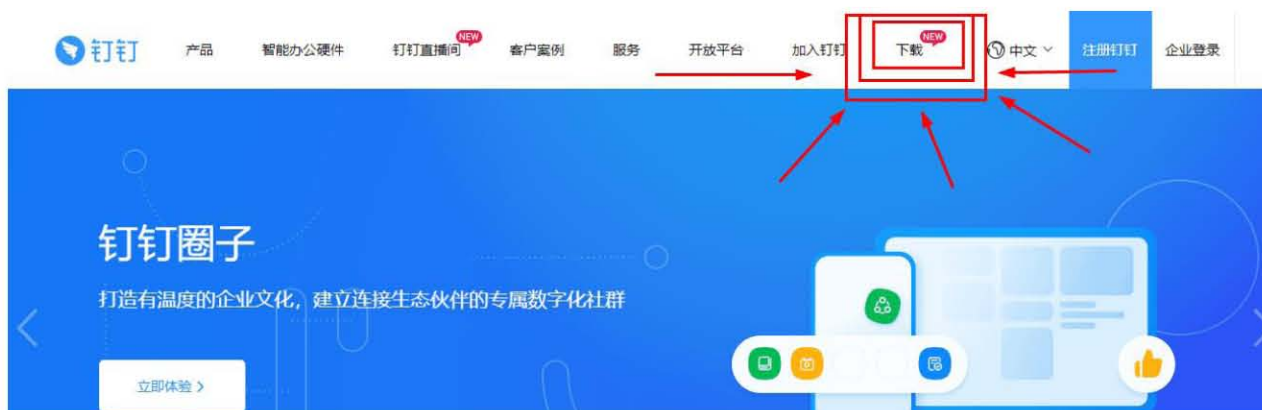 钉钉 产品 智能办公硬件 钉钉直播间 NEW 客户案例 服务 开放平台 加入钉钉 下载 NEW 中文 注册钉钉 企业登录
钉钉圈子
打造有温度的企业文化，建立连接生态伙伴的专属数字化社群
立即体验